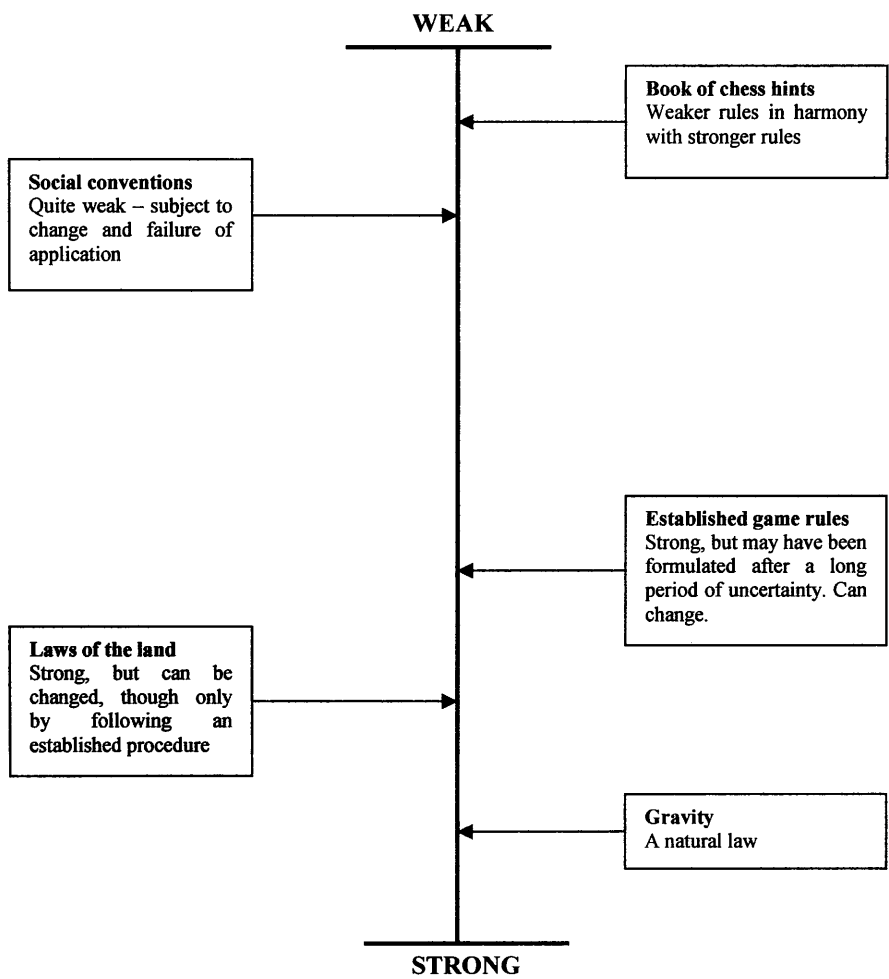 WEAK
Book of chess hints
Weaker rules in harmony
with stronger rules
Social conventions
Quite weak – subject to
change and failure of
application
Established game rules
Strong, but may have been
formulated after a long
period of uncertainty. Can
change.
Laws of the land
Strong, but can be
changed, though only
by following an
established procedure
Gravity
A natural law
STRONG